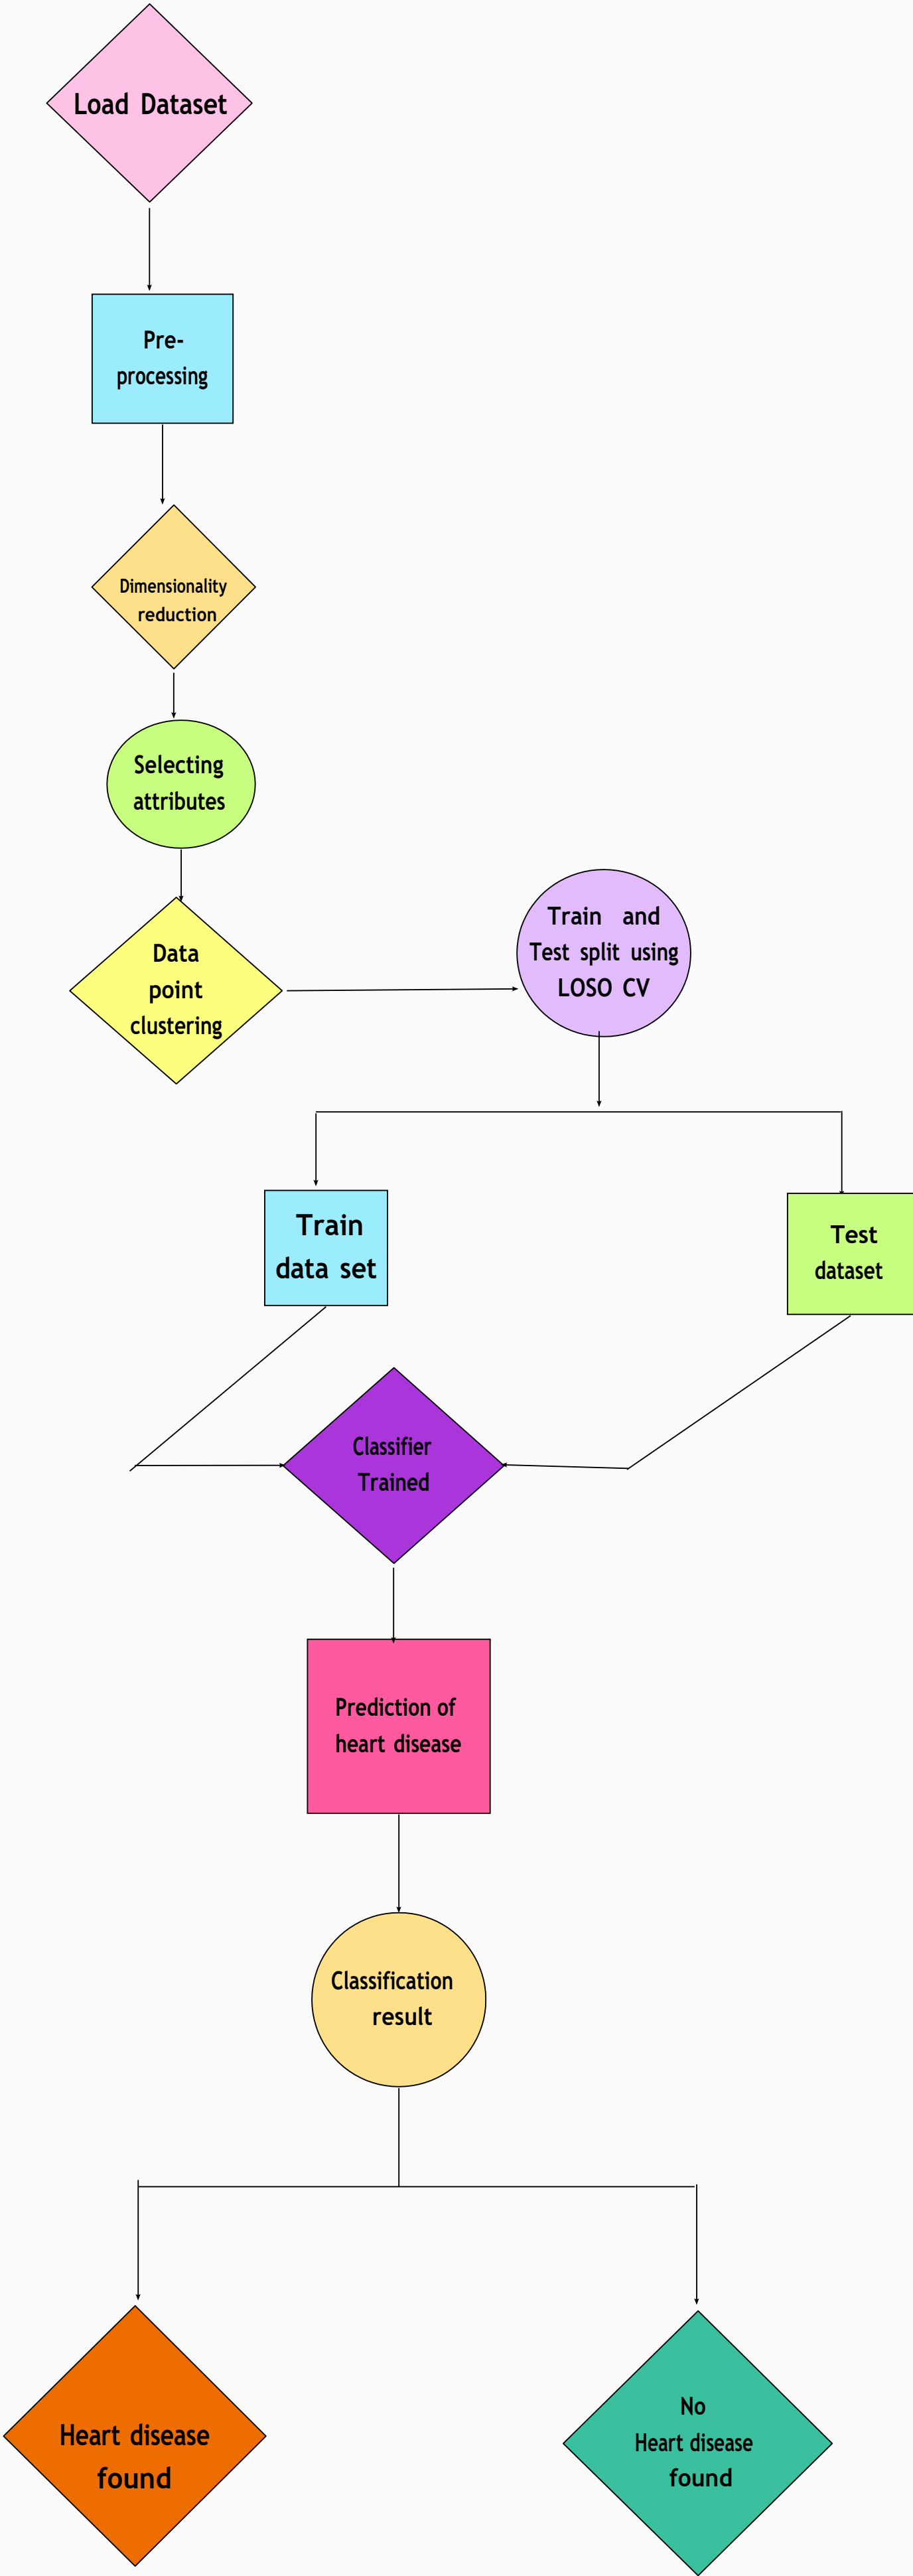 Load Dataset
Pre-
processing
Dimensionality
reduction
Selecting
attributes
Data
point
clustering
Train and
Test split using
LOSO CV
Train
data set
Test
dataset
Classifier
Trained
Prediction of
heart disease
Classification
result
Heart disease
found
No
Heart disease
found